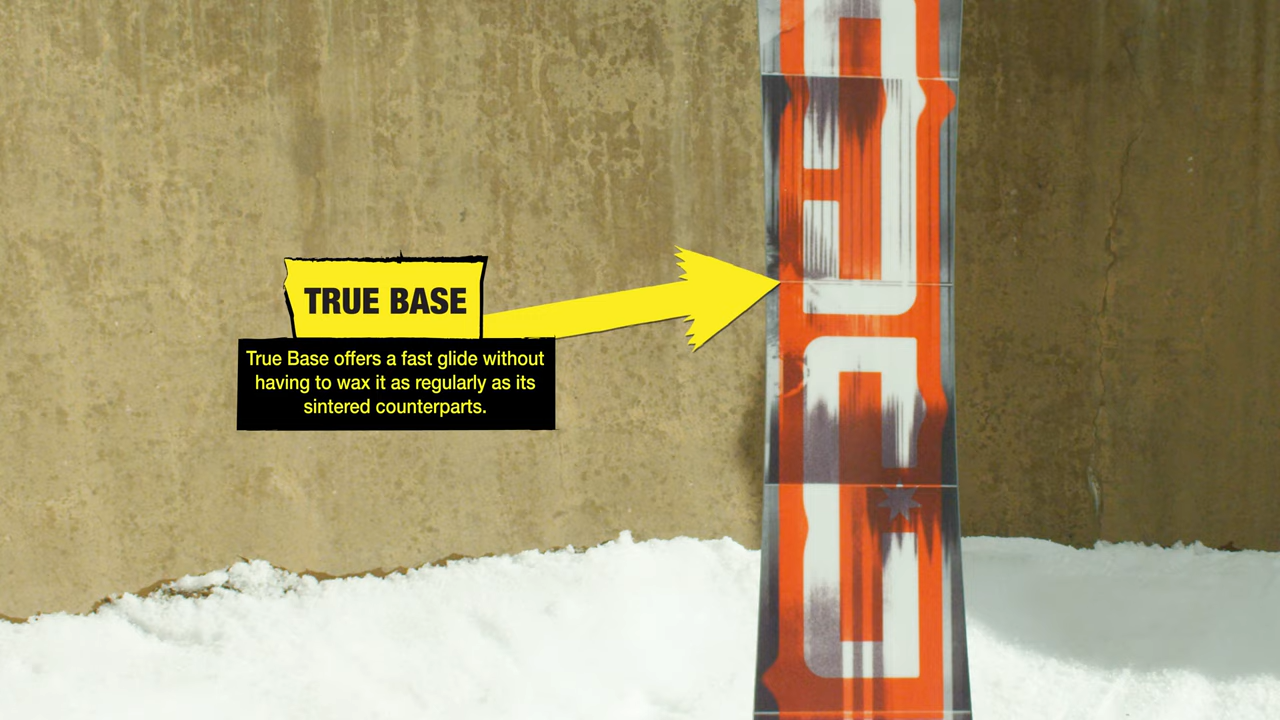 TRUE BASE
True Base offers a fast glide without
having to wax it as regularly as its
sintered counterparts.